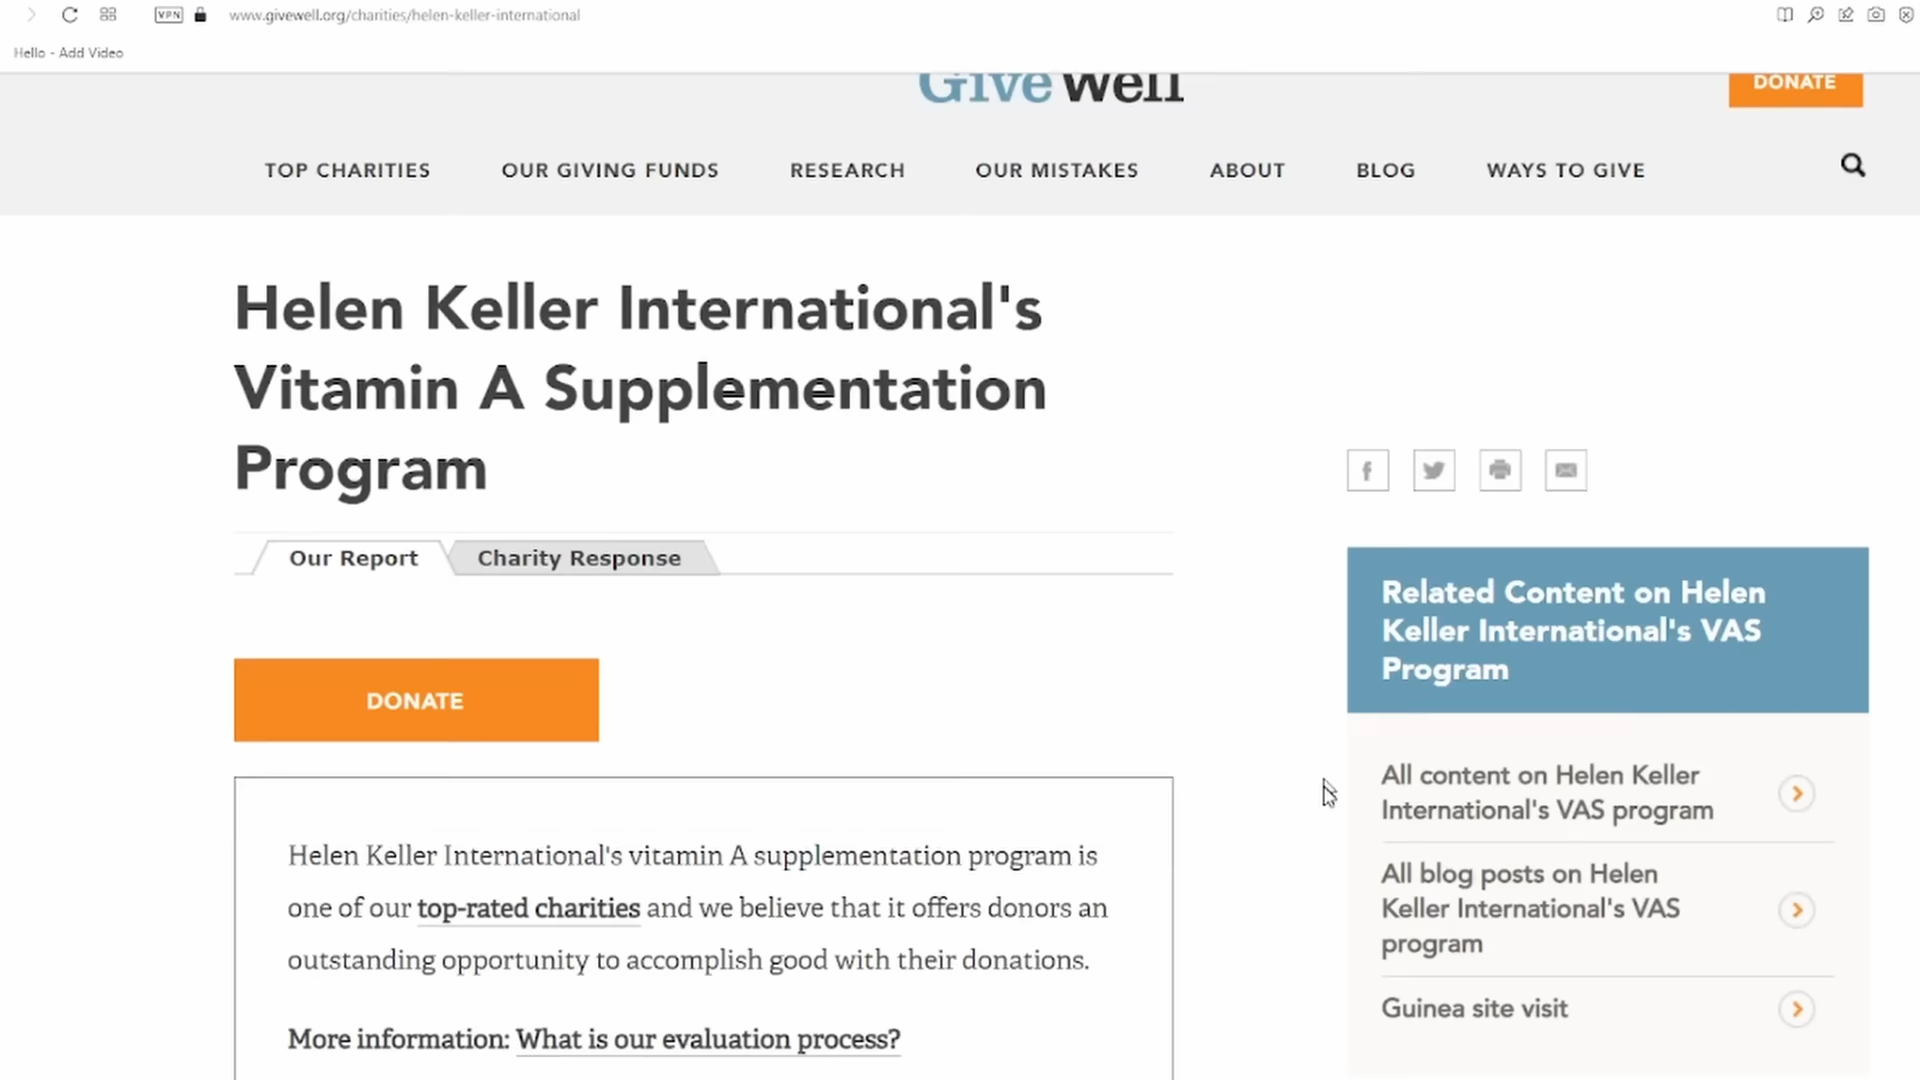 VPN
www.givewell.org/charities/helen-keller-international
Hello - Add Video
GiveWell
DONATE
TOP CHARITIES
OUR GIVING FUNDS
RESEARCH
OUR MISTAKES
ABOUT
BLOG
WAYS TO GIVE
Helen Keller International's
Vitamin A Supplementation
Program
Our Report
Charity Response
DONATE
Helen Keller International's vitamin A supplementation program is
one of our top-rated charities and we believe that it offers donors an
outstanding opportunity to accomplish good with their donations.
More information: What is our evaluation process?
Related Content on Helen
Keller International's VAS
Program
All content on Helen Keller
International's VAS program
All blog posts on Helen
Keller International's VAS
program
Guinea site visit